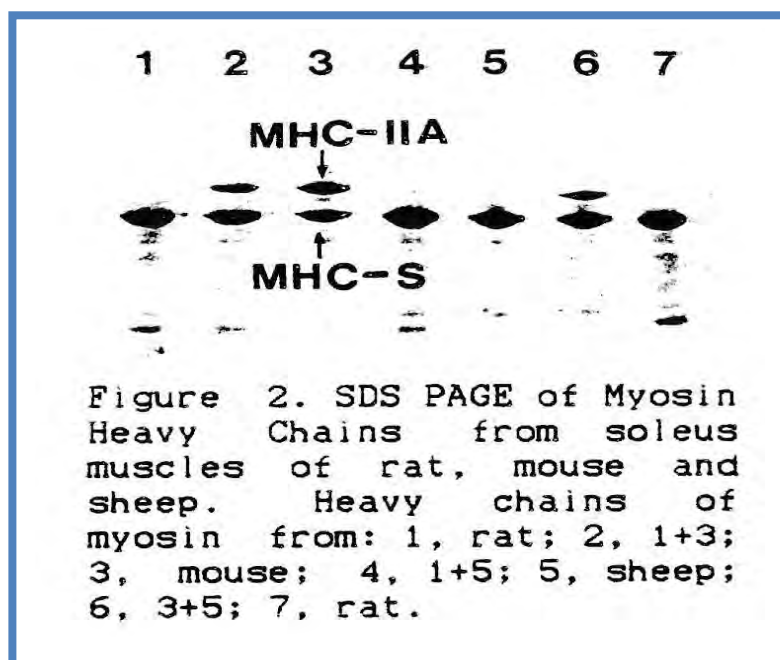 1 2 3 4 5 6 7
MHC-IIA
MHC-S
Figure 2. SDS PAGE of Myosin
Heavy Chains from soleus
muscles of rat, mouse and
sheep. Heavy chains of
myosin from: 1, rat; 2, 1+3;
3, mouse; 4, 1+5; 5, sheep;
6, 3+5; 7, rat.